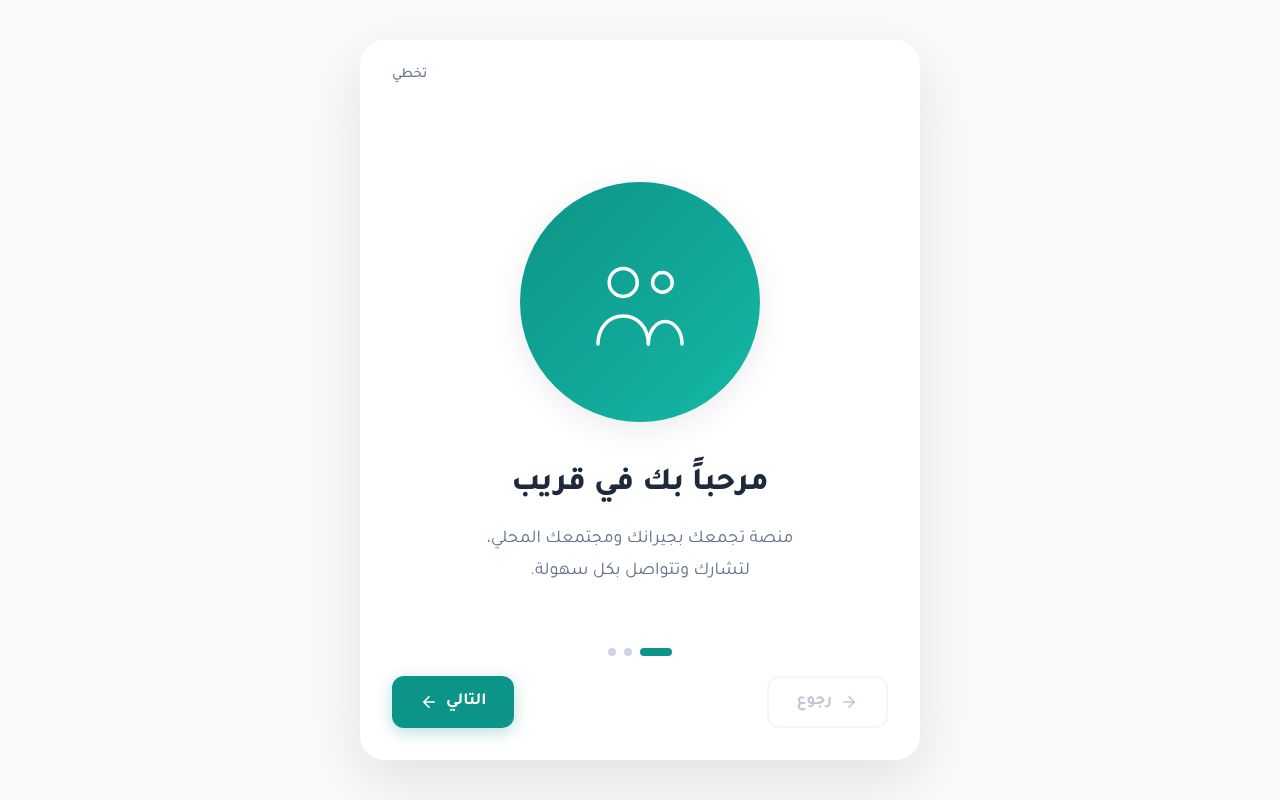 تخطي
مرحباً بك في قريب
منصة تجمعك بجيرانك ومجتمعك المحلي،
لتشارك وتتواصل بكل سهولة.
رجوع
التالي